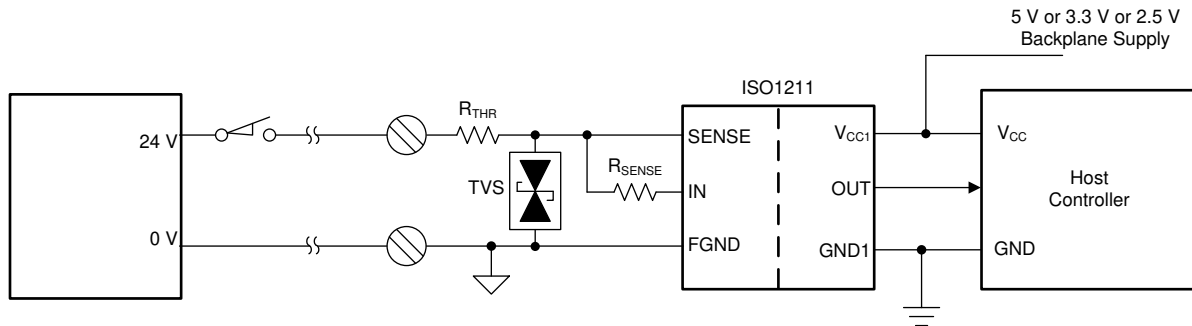 5 V or 3.3 V or 2.5 V
Backplane Supply
ISO1211
24 V
R_THR
SENSE
V_CC1
V_CC
TVS
R_SENSE
IN
OUT
Host
Controller
0 V
FGND
GND1
GND